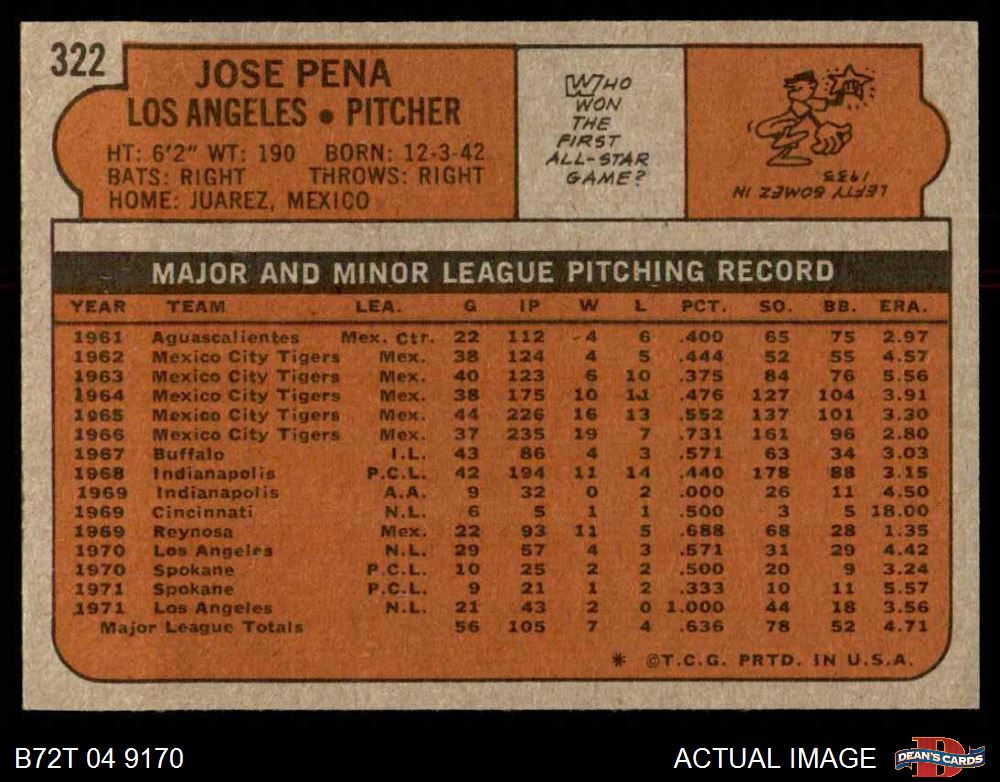 322
JOSE PENA
LOS ANGELES • PITCHER
HT: 6'2" WT: 190 BORN: 12-3-42
BATS: RIGHT THROWS: RIGHT
HOME: JUAREZ, MEXICO
WHO
WON
THE
FIRST
ALL-STAR
GAME?
LEFTY GOMEZ IN
1935
MAJOR AND MINOR LEAGUE PITCHING RECORD
YEAR TEAM LEA. G IP W L PCT. SO. BB. ERA.
1961 Aguascalientes Mex. Ctr. 22 112 4 6 .400 65 75 2.97
1962 Mexico City Tigers Mex. 38 124 4 5 .444 52 55 4.57
1963 Mexico City Tigers Mex. 40 123 6 10 .375 84 76 5.56
1964 Mexico City Tigers Mex. 38 175 10 11 .476 127 104 3.91
1965 Mexico City Tigers Mex. 44 226 16 13 .552 137 101 3.30
1966 Mexico City Tigers Mex. 37 235 19 7 .731 161 96 2.80
1967 Buffalo I.L. 43 86 4 3 .571 63 34 3.03
1968 Indianapolis P.C.L. 42 194 11 14 .440 178 88 3.15
1969 Indianapolis A.A. 9 32 0 2 .000 26 11 4.50
1969 Cincinnati N.L. 6 5 1 1 .500 3 5 18.00
1969 Reynosa Mex. 22 93 11 5 .688 68 28 1.35
1970 Los Angeles N.L. 29 57 4 3 .571 31 29 4.42
1970 Spokane P.C.L. 10 25 2 2 .500 20 9 3.24
1971 Spokane P.C.L. 9 21 1 2 .333 10 11 5.57
1971 Los Angeles N.L. 21 43 2 0 1.000 44 18 3.56
Major League Totals 56 105 7 4 .636 78 52 4.71
* ©T.C.G. PRTD. IN U.S.A.
B72T 04 9170
ACTUAL IMAGE
D
DEAN'S CARDS